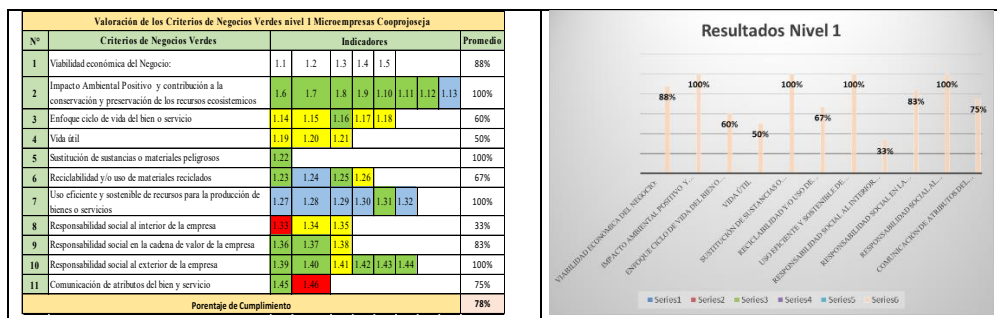 Valoración de los Criterios de Negocios Verdes nivel 1 Microempresas Cooprojoseja
N° Criterios de Negocios Verdes Indicadores Promedio
1 Viabilidad económica del Negocio: 1.1 1.2 1.3 1.4 1.5 88%
2 Impacto Ambiental Positivo y contribución a la conservación y preservación de los recursos ecosistemicos 1.6 1.7 1.8 1.9 1.10 1.11 1.12 1.13 100%
3 Enfoque ciclo de vida del bien o servicio 1.14 1.15 1.16 1.17 1.18 60%
4 Vida útil 1.19 1.20 1.21 50%
5 Sustitución de sustancias o materiales peligrosos 1.22 100%
6 Reciclabilidad y/o uso de materiales reciclados 1.23 1.24 1.25 1.26 67%
7 Uso eficiente y sostenible de recursos para la producción de bienes o servicios 1.27 1.28 1.29 1.30 1.31 1.32 100%
8 Responsabilidad social al interior de la empresa 1.33 1.34 1.35 33%
9 Responsabilidad social en la cadena de valor de la empresa 1.36 1.37 1.38 83%
10 Responsabilidad social al exterior de la empresa 1.39 1.40 1.41 1.42 1.43 1.44 100%
11 Comunicación de atributos del bien y servicio 1.45 1.46 75%
Porentaje de Cumplimiento 78%
Resultados Nivel 1
88% 100% 60% 50% 100% 67% 100% 33% 83% 100% 75%
VIABILIDAD ECONÓMICA DEL NEGOCIO:
IMPACTO AMBIENTAL POSITIVO Y…
ENFOQUE CICLO DE VIDA DEL BIEN O…
VIDA ÚTIL
SUSTITUCIÓN DE SUSTANCIAS O…
RECICLABILIDAD Y/O USO DE…
USO EFICIENTE Y SOSTENIBLE DE…
RESPONSABILIDAD SOCIAL AL INTERIOR…
RESPONSABILIDAD SOCIAL EN LA…
RESPONSABILIDAD SOCIAL AL…
COMUNICACIÓN DE ATRIBUTOS DEL…
Series1 Series2 Series3 Series4 Series5 Series6